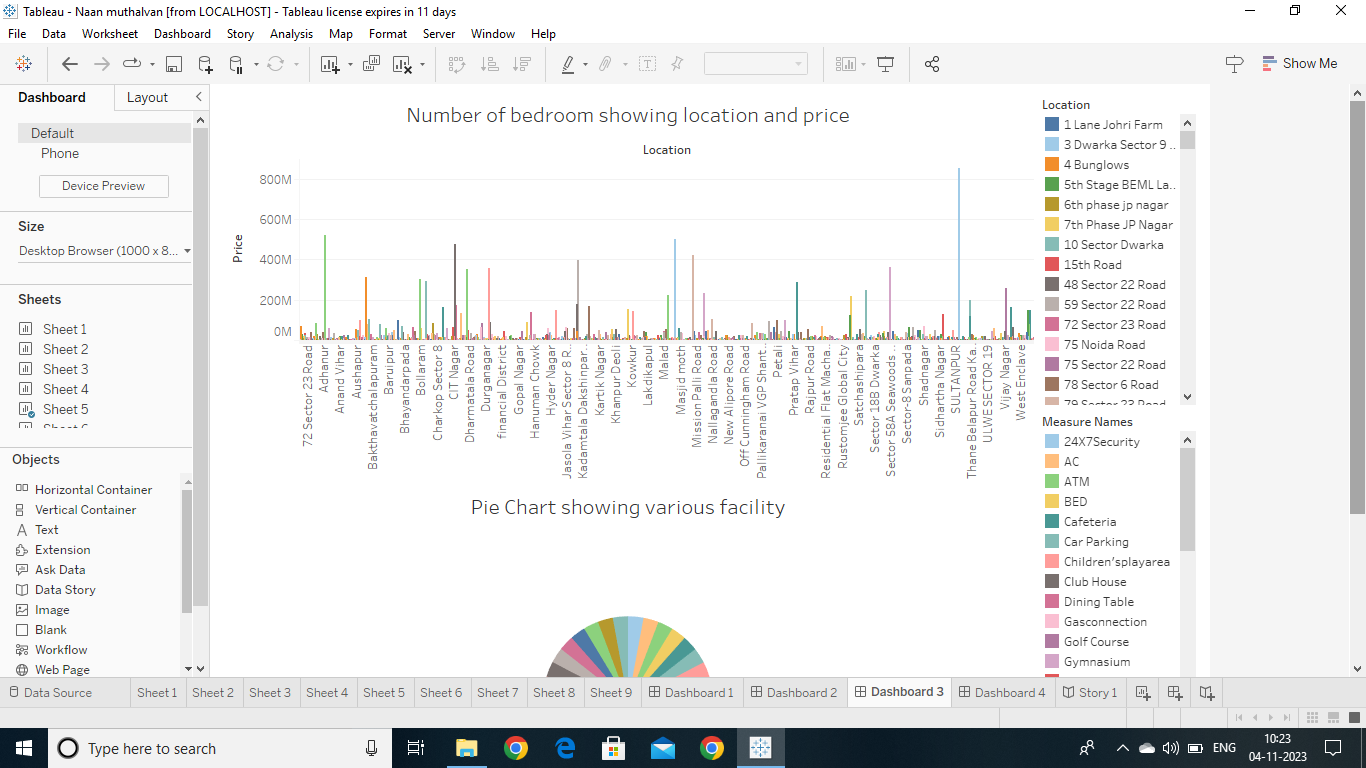 Tableau - Naan muthalvan [from LOCALHOST] - Tableau license expires in 11 days
File Data Worksheet Dashboard Story Analysis Map Format Server Window Help
Show Me
Dashboard Layout
Default
Phone
Device Preview
Size
Desktop Browser (1000 x 8...
Sheets
Sheet 1
Sheet 2
Sheet 3
Sheet 4
Sheet 5
Objects
Horizontal Container
Vertical Container
Text
Extension
Ask Data
Data Story
Image
Blank
Workflow
Web Page
Number of bedroom showing location and price
Location
Price
800M
600M
400M
200M
0M
72 Sector 23 Road
Adhanur
Anand Vihar
Aushapur
Bakthavatchalapuram
Baruipur
Bhayandarpada
Bollaram
Charkop Sector 8
CIT Nagar
Dharmatala Road
Durganagar
financial District
Gopal Nagar
Hanuman Chowk
Hyder Nagar
Jasola Vihar Sector 8 R..
Kadamtala Dakshinpar..
Kartik Nagar
Khanpur Deoli
Kowkur
Lakdikapul
Malad
Masjid moth
Mission Palli Road
Nallaganda Road
New Alipore Road
Off Cunningham Road
Pallikaranai VGP Shant..
Petali
Pratap Vihar
Rajpur Road
Residential Flat Macha..
Rustomjee Global City
Satchashipara
Sector 18B Dwarka
Sector 58A Seawoods ..
Sector-8 Sanpada
Shadnagar
Sidhartha Nagar
SULTANPUR
Thane Belapur Road Ka..
ULWE SECTOR 19
Vijay Nagar
West Enclave
Pie Chart showing various facility
Location
1 Lane Johri Farm
3 Dwarka Sector 9 ..
4 Bunglows
5th Stage BEML La..
6th phase jp nagar
7th Phase JP Nagar
10 Sector Dwarka
15th Road
48 Sector 22 Road
59 Sector 22 Road
72 Sector 23 Road
75 Noida Road
75 Sector 22 Road
78 Sector 6 Road
79 Sector 23 Road
Measure Names
24X7Security
AC
ATM
BED
Cafeteria
Car Parking
Children'splayarea
Club House
Dining Table
Gasconnection
Golf Course
Gymnasium
Data Source Sheet 1 Sheet 2 Sheet 3 Sheet 4 Sheet 5 Sheet 6 Sheet 7 Sheet 8 Sheet 9 Dashboard 1 Dashboard 2 Dashboard 3 Dashboard 4 Story 1
Type here to search
ENG
10:23
04-11-2023